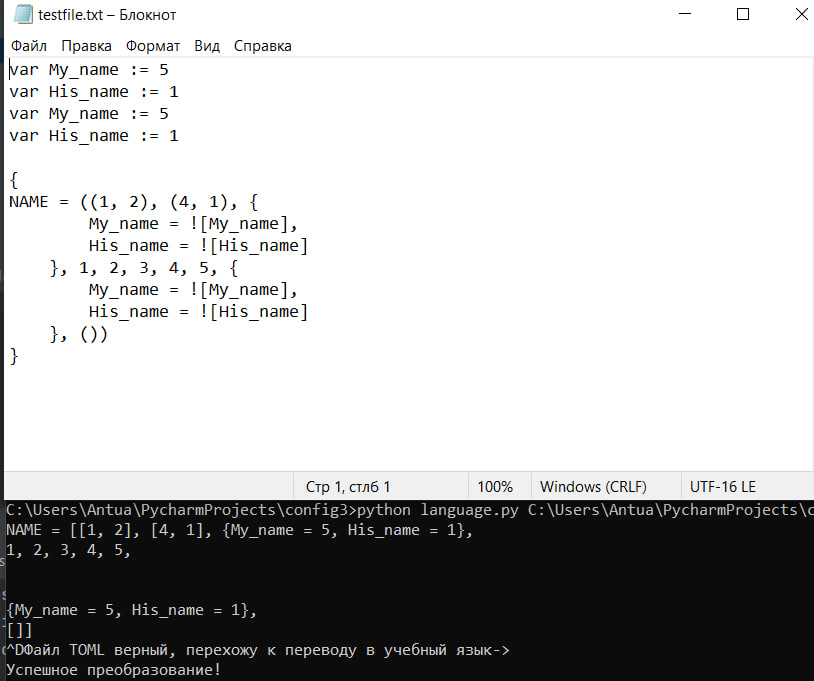 testfile.txt – Блокнот
Файл Правка Формат Вид Справка
var My_name := 5
var His_name := 1
var My_name := 5
var His_name := 1
{
NAME = ((1, 2), (4, 1), {
        My_name = ![My_name],
        His_name = ![His_name]
    }, 1, 2, 3, 4, 5, {
        My_name = ![My_name],
        His_name = ![His_name]
    }, ())
}
Стр 1, стлб 1 100% Windows (CRLF) UTF-16 LE
C:\Users\Antua\PycharmProjects\config3>python language.py C:\Users\Antua\PycharmProjects\c
NAME = [[1, 2], [4, 1], {My_name = 5, His_name = 1},
1, 2, 3, 4, 5,
{My_name = 5, His_name = 1},
[]]
^DФайл TOML верный, перехожу к переводу в учебный язык->
Успешное преобразование!